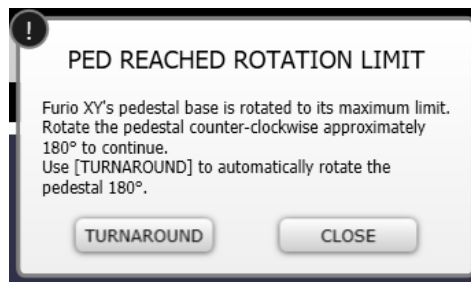 !
PED REACHED ROTATION LIMIT
Furio XY's pedestal base is rotated to its maximum limit.
Rotate the pedestal counter-clockwise approximately
180° to continue.
Use [TURNAROUND] to automatically rotate the
pedestal 180°.
TURNAROUND CLOSE